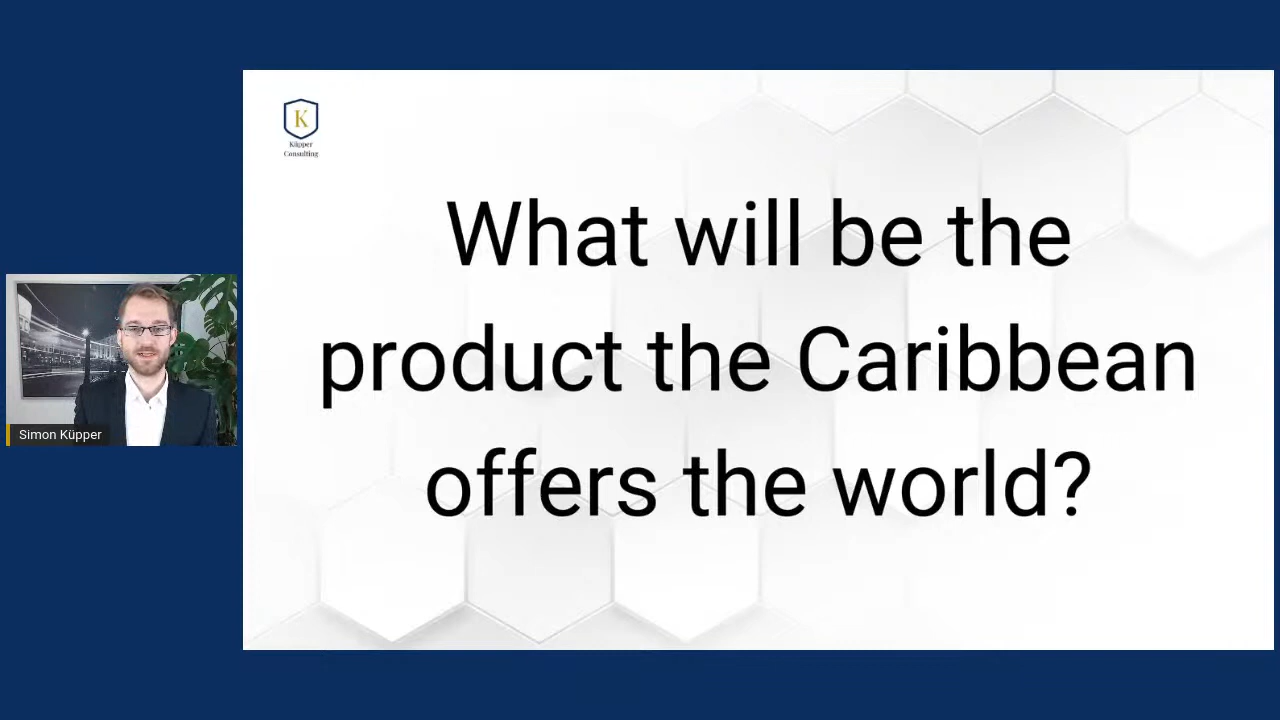 K
Küpper
Consulting
What will be the
product the Caribbean
offers the world?
Simon Küpper